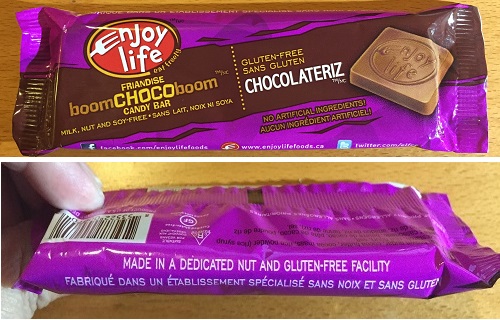 enjoy
life
eat freely!
FRIANDISE
boomCHOCOboom
CANDY BAR
MILK, NUT AND SOY-FREE • SANS LAIT, NOIX NI SOYA
GLUTEN-FREE
SANS GLUTEN
CHOCOLATERIZ
TM/MC
enjoy
life
NO ARTIFICIAL INGREDIENTS!
AUCUN INGRÉDIENT ARTIFICIEL!
facebook.com/enjoylifefoods
www.enjoylifefoods.ca
twitter.com/
MADE IN A DEDICATED NUT AND GLUTEN-FREE FACILITY
FABRIQUÉ DANS UN ÉTABLISSEMENT SPÉCIALISÉ SANS NOIX ET SANS GLUTEN